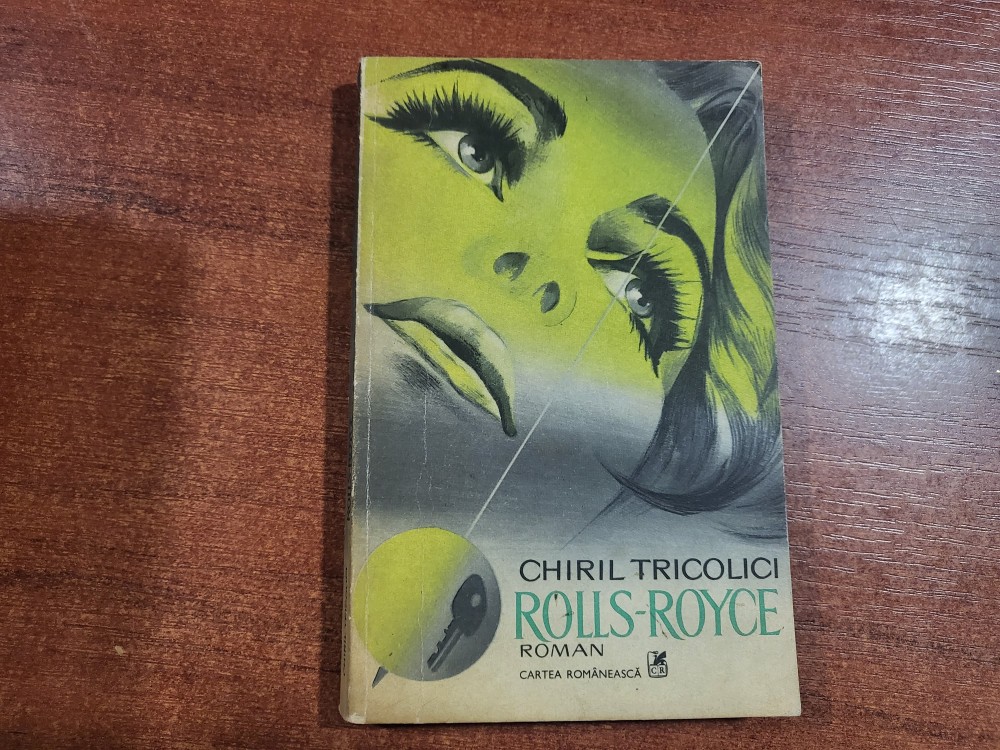 CHIRIL TRICOLICI
ROLLS-ROYCE
ROMAN
CARTEA ROMÂNEASCĂ
CR